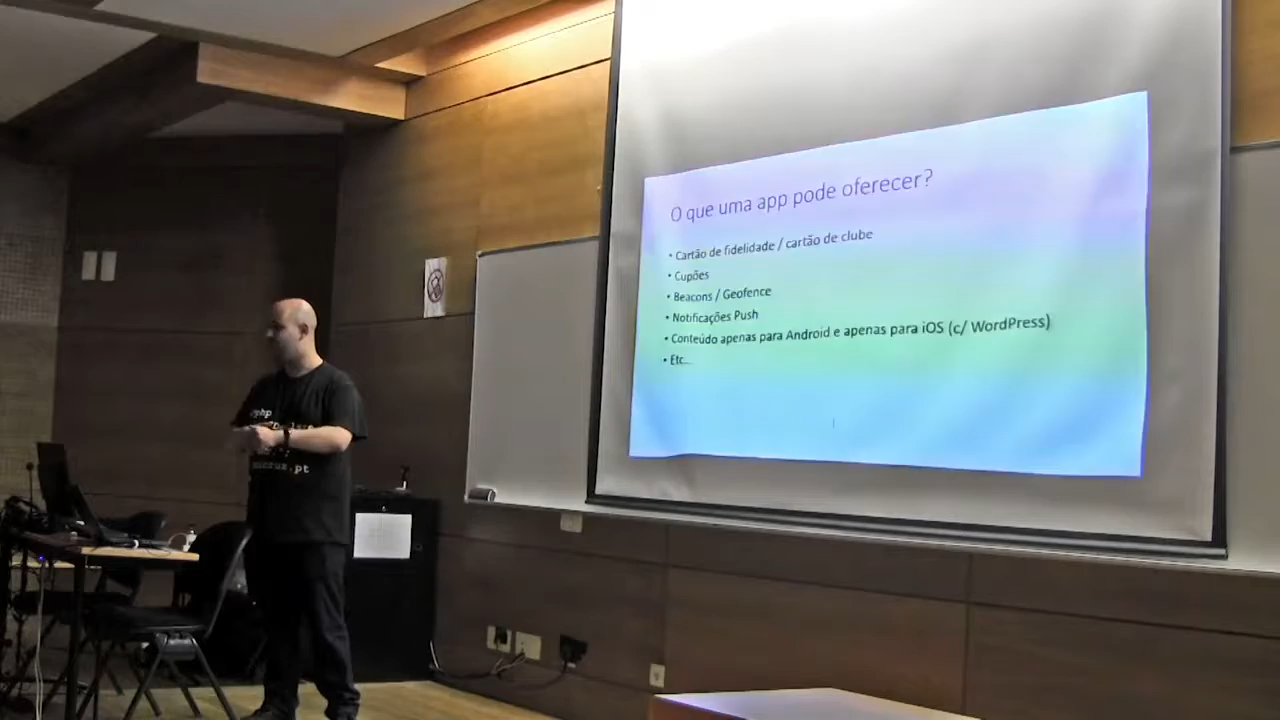 O que uma app pode oferecer?
• Cartão de fidelidade / cartão de clube
• Cupões
• Beacons / Geofence
• Notificações Push
• Conteúdo apenas para Android e apenas para iOS (c/ WordPress)
• Etc...
php